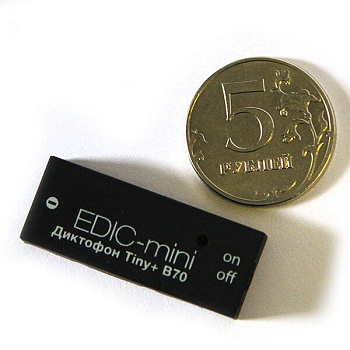 5
РУБЛЕЙ
EDIC-mini
Диктофон Tiny+ B70
on
off